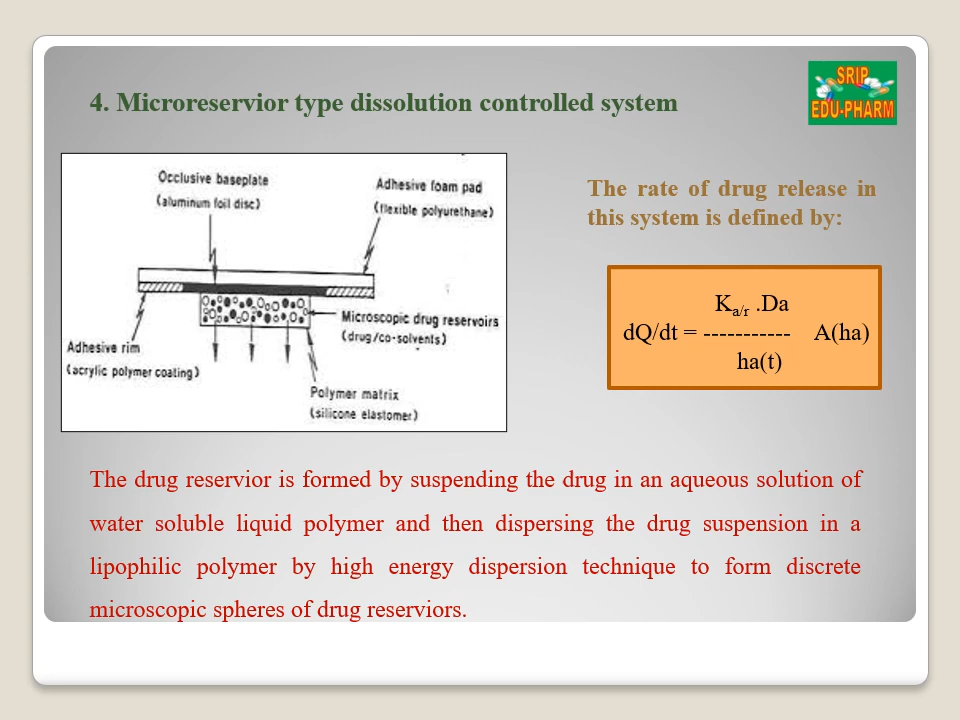 4. Microreservior type dissolution controlled system
SRIP
EDU-PHARM
Occlusive baseplate
(aluminum foil disc)
Adhesive foam pad
(flexible polyurethane)
Adhesive rim
(acrylic polymer coating)
Microscopic drug reservoirs
(drug/co-solvents)
Polymer matrix
(silicone elastomer)
The rate of drug release in
this system is defined by:
Ka/r .Da
dQ/dt = ----------- A(ha)
ha(t)
The drug reservior is formed by suspending the drug in an aqueous solution of
water soluble liquid polymer and then dispersing the drug suspension in a
lipophilic polymer by high energy dispersion technique to form discrete
microscopic spheres of drug reserviors.